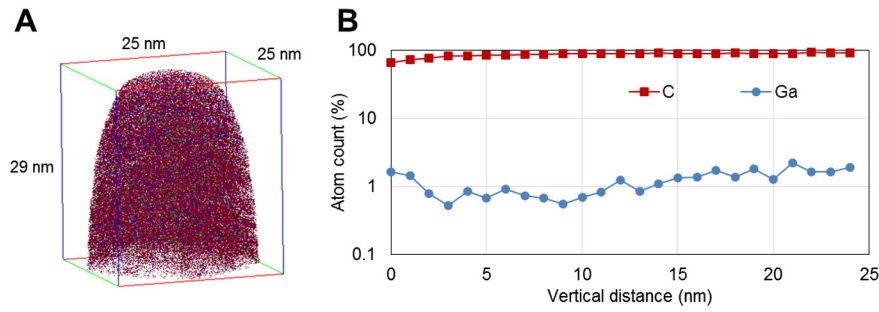 A
25 nm
25 nm
29 nm
B
100
10
1
0.1
Atom count (%)
C
Ga
0
5
10
15
20
25
Vertical distance (nm)